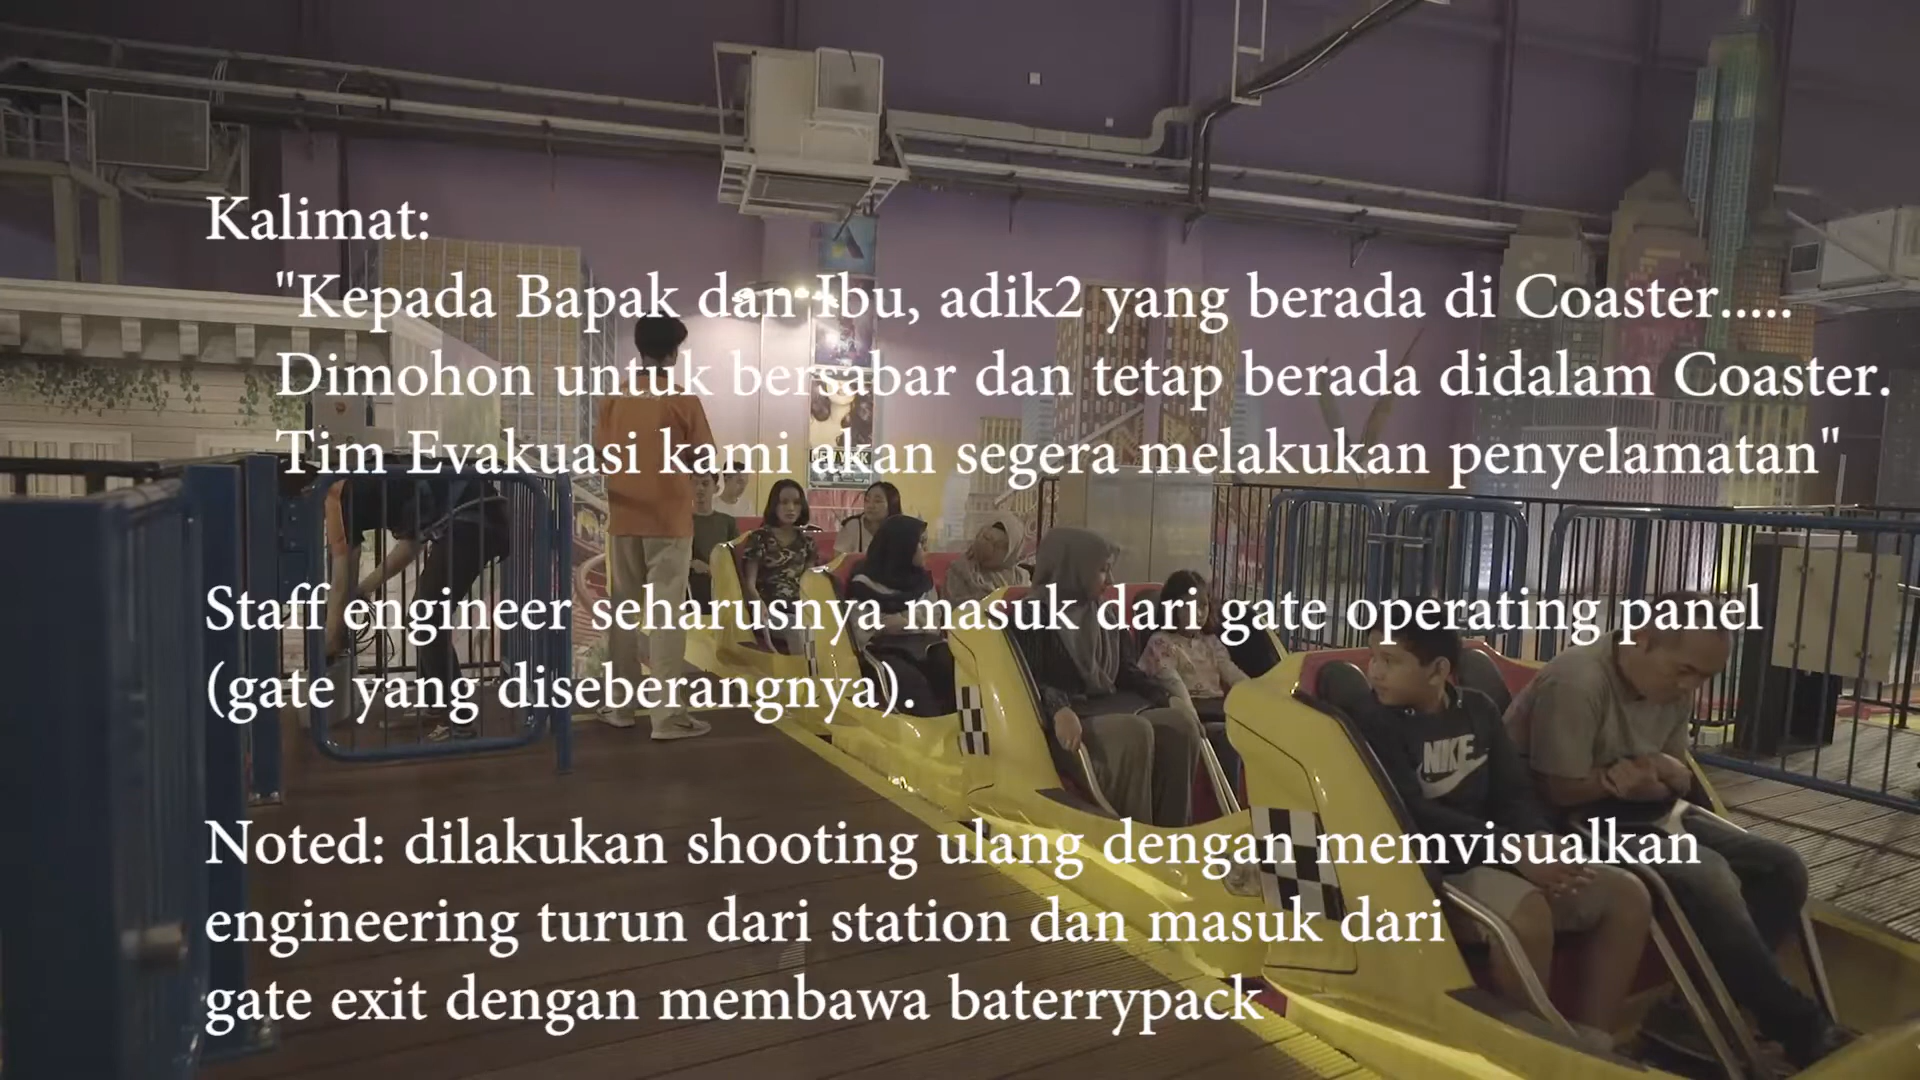 Kalimat:
"Kepada Bapak dan Ibu, adik2 yang berada di Coaster.....
Dimohon untuk bersabar dan tetap berada didalam Coaster.
Tim Evakuasi kami akan segera melakukan penyelamatan"
Staff engineer seharusnya masuk dari gate operating panel
(gate yang diseberangnya).
Noted: dilakukan shooting ulang dengan memvisualkan
engineering turun dari station dan masuk dari
gate exit dengan membawa baterrypack
NIKE